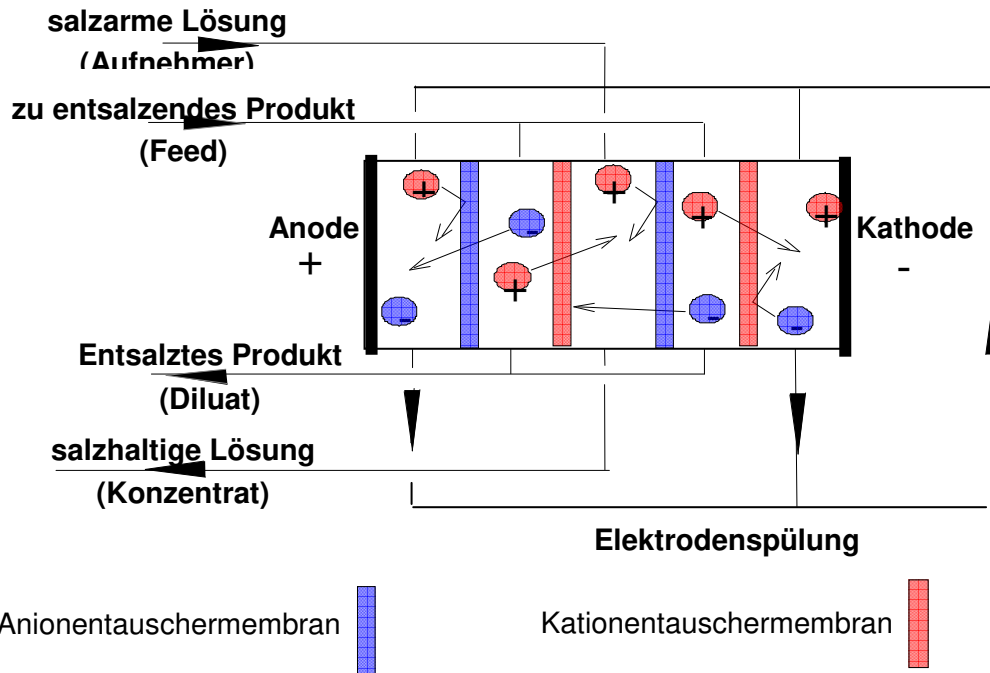 salzarme Lösung
(Aufnehmer)
zu entsalzendes Produkt
(Feed)
Anode
+
Kathode
-
+
+
+
+
+
-
-
-
-
Entsalztes Produkt
(Diluat)
salzhaltige Lösung
(Konzentrat)
Elektrodenspülung
Anionentauschermembran
Kationentauschermembran